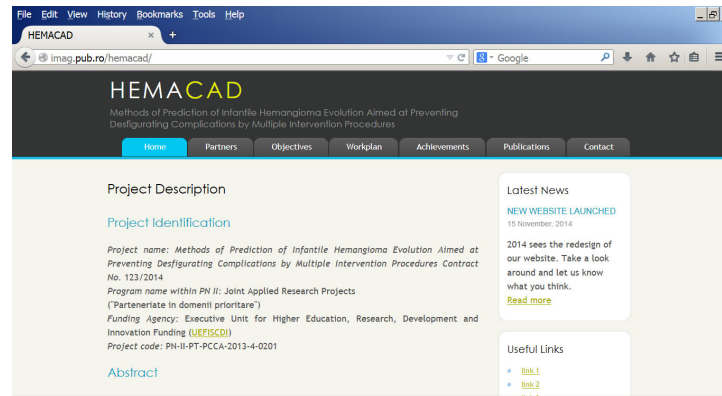 File Edit View History Bookmarks Tools Help
HEMACAD × +
imag.pub.ro/hemacad/ Google
HEMACAD
Methods of Prediction of Infantile Hemangioma Evolution Aimed at Preventing
Desfigurating Complications by Multiple Intervention Procedures
Home Partners Objectives Workplan Achievements Publications Contact
Project Description
Project Identification
Project name: Methods of Prediction of Infantile Hemangioma Evolution Aimed at
Preventing Desfigurating Complications by Multiple Intervention Procedures Contract
No. 123/2014
Program name within PN II: Joint Applied Research Projects
("Parteneriate in domenii prioritare")
Funding Agency: Executive Unit for Higher Education, Research, Development and
Innovation Funding (UEFISCDI)
Project code: PN-II-PT-PCCA-2013-4-0201
Abstract
Latest News
NEW WEBSITE LAUNCHED
15 November, 2014
2014 sees the redesign of
our website. Take a look
around and let us know
what you think.
Read more
Useful Links
link 1
link 2